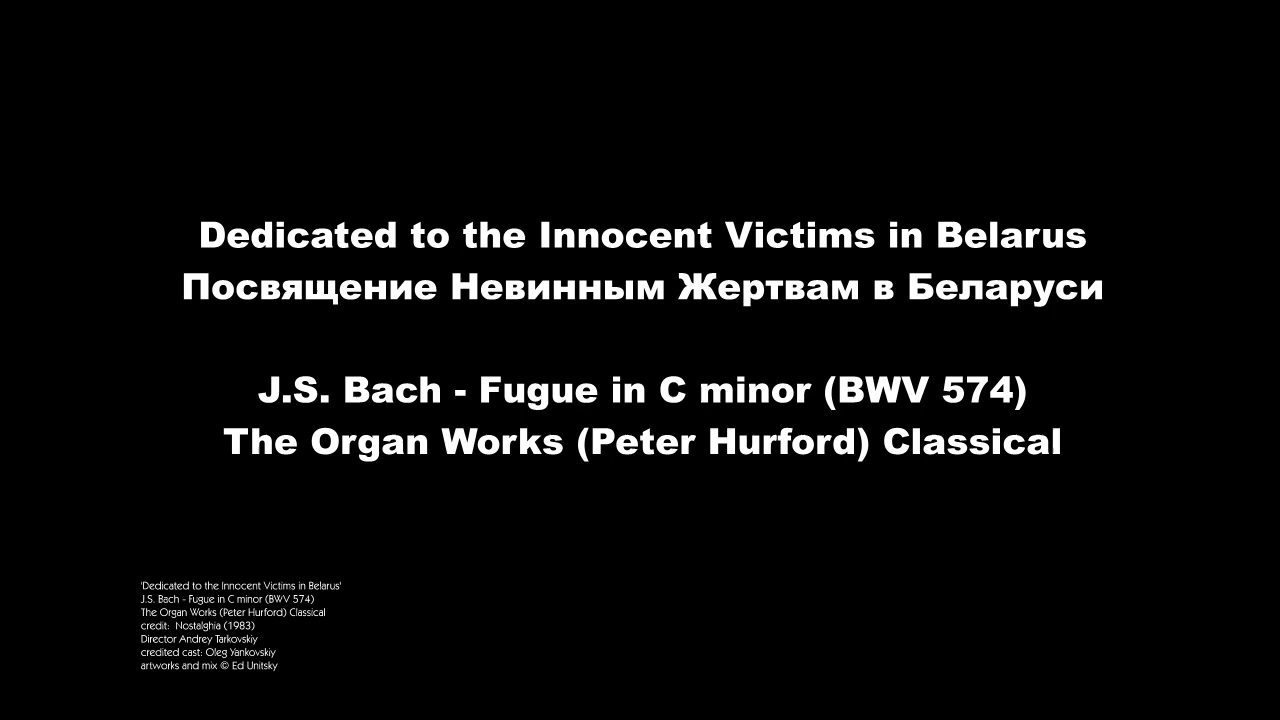 Dedicated to the Innocent Victims in Belarus
Посвящение Невинным Жертвам в Беларуси
J.S. Bach - Fugue in C minor (BWV 574)
The Organ Works (Peter Hurford) Classical
'Dedicated to the Innocent Victims in Belarus'
J.S. Bach - Fugue in C minor (BWV 574)
The Organ Works (Peter Hurford) Classical
credit: Nostalghia (1983)
Director Andrey Tarkovskiy
credited cast: Oleg Yankovskiy
artworks and mix © Ed Unitsky